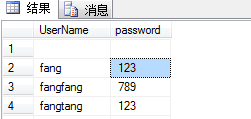 结果 消息
UserName password
1
2 fang 123
3 fangfang 789
4 fangtang 123